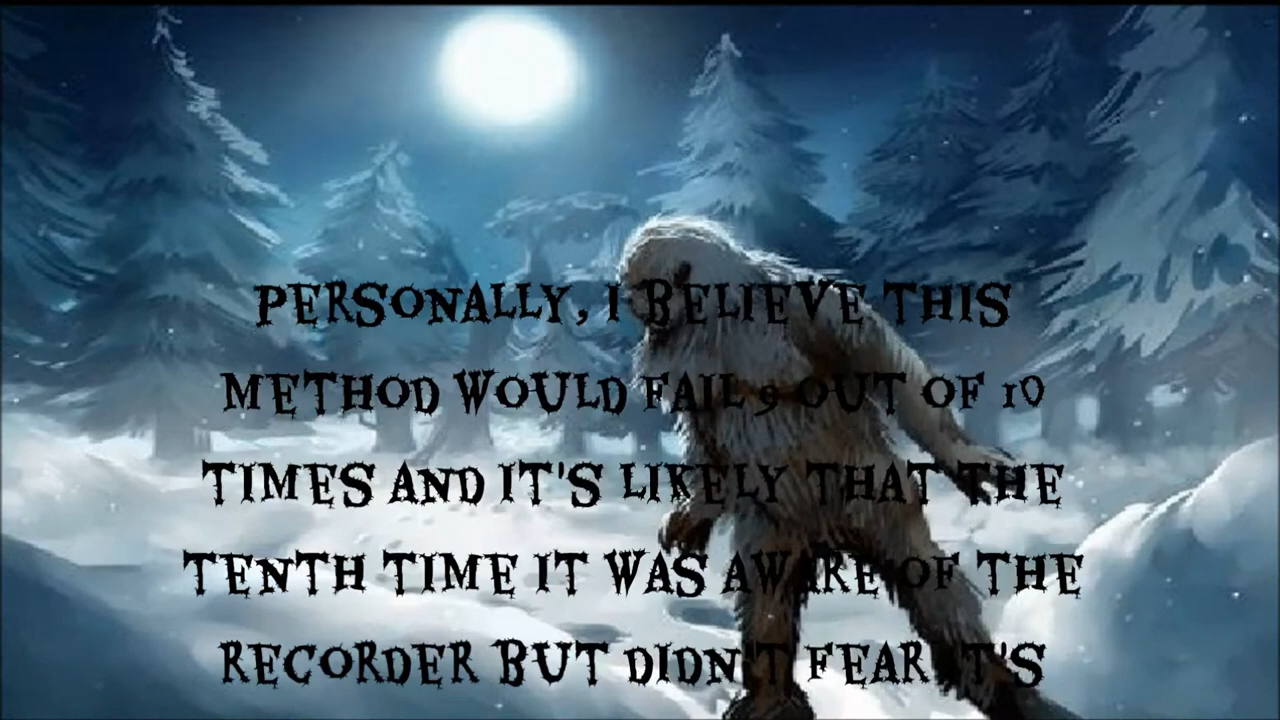 PERSONALLY, I BELIEVE THIS
METHOD WOULD FAIL 9 OUT OF 10
TIMES AND IT'S LIKELY THAT THE
TENTH TIME IT WAS AWARE OF THE
RECORDER BUT DIDN'T FEAR IT'S